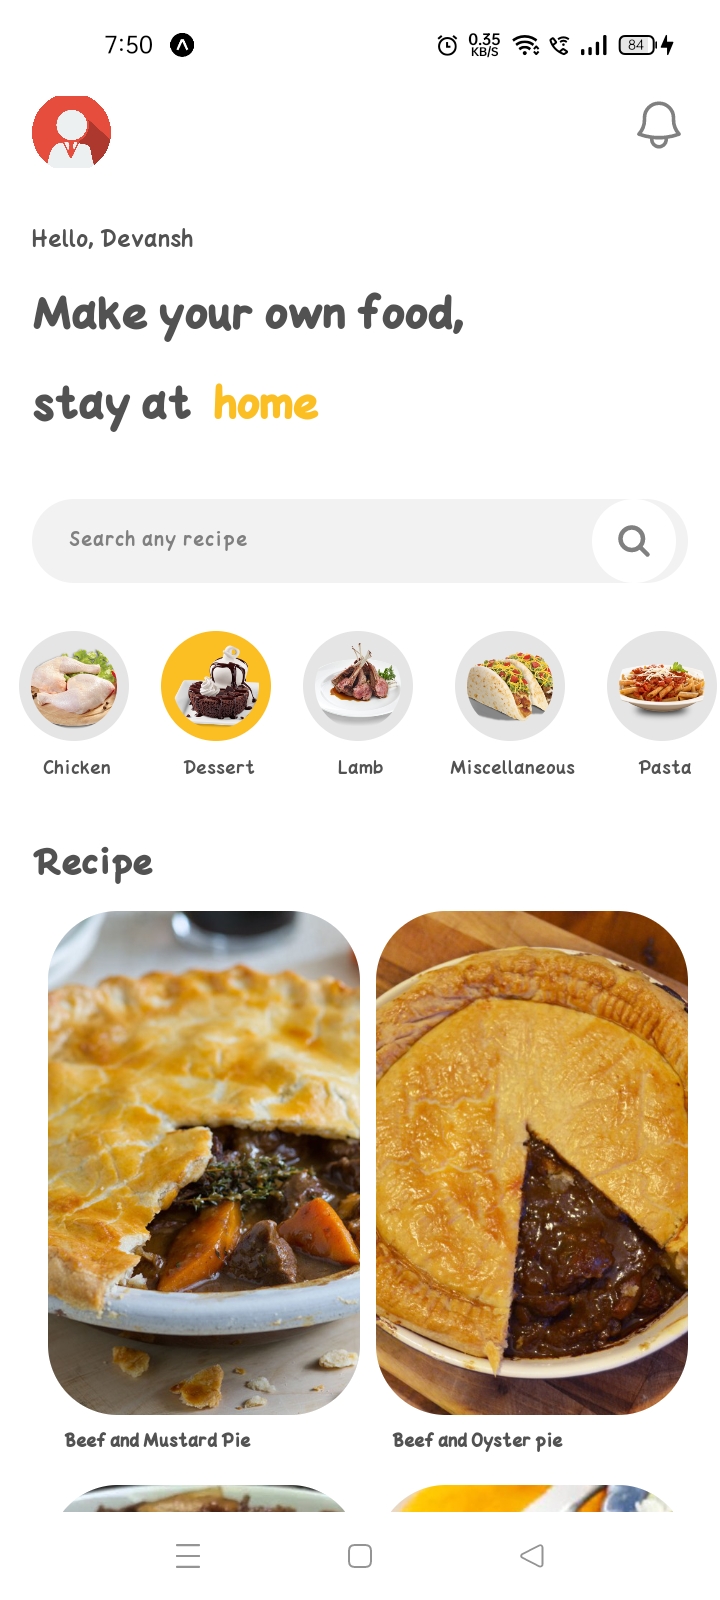 7:50
0.35
KB/S
84
Hello, Devansh
Make your own food,
stay at home
Search any recipe
Chicken Dessert Lamb Miscellaneous Pasta
Recipe
Beef and Mustard Pie
Beef and Oyster pie